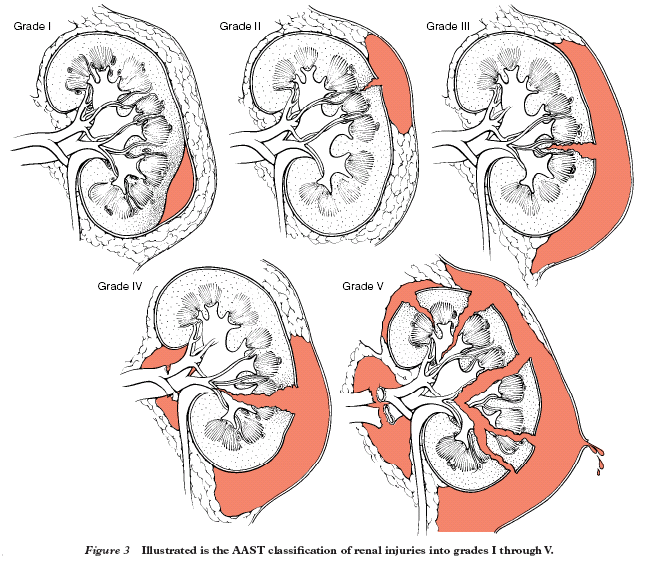 Grade I
Grade II
Grade III
Grade IV
Grade V
Figure 3 Illustrated is the AAST classification of renal injuries into grades I through V.